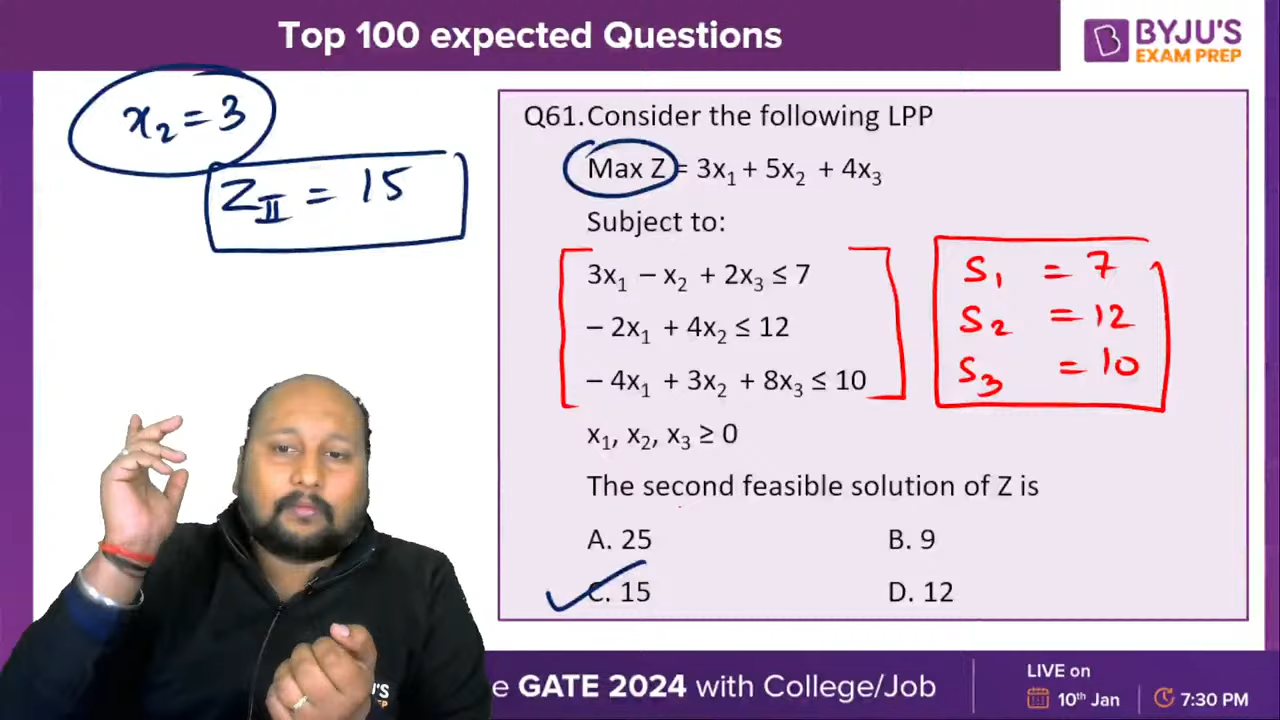 Top 100 expected Questions
BYJU'S
EXAM PREP
x₂ = 3
Z_II = 15
Q61. Consider the following LPP
Max Z = 3x₁ + 5x₂ + 4x₃
Subject to:
3x₁ – x₂ + 2x₃ ≤ 7
– 2x₁ + 4x₂ ≤ 12
– 4x₁ + 3x₂ + 8x₃ ≤ 10
x₁, x₂, x₃ ≥ 0
S₁ = 7
S₂ = 12
S₃ = 10
The second feasible solution of Z is
A. 25
B. 9
C. 15
D. 12
e GATE 2024 with College/Job
LIVE on
10th Jan
7:30 PM